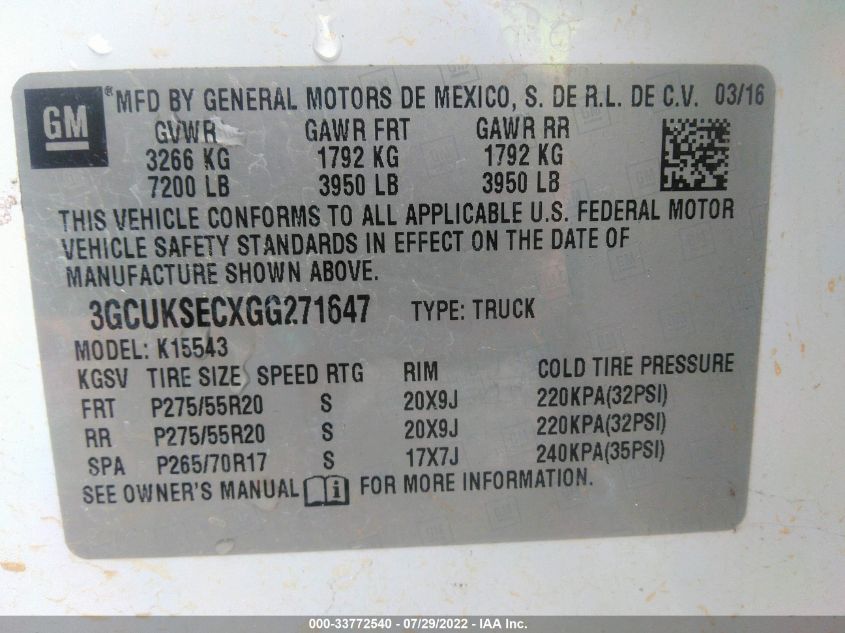 GM ® MFD BY GENERAL MOTORS DE MEXICO, S. DE R.L. DE C.V. 03/16
GVWR GAWR FRT GAWR RR
3266 KG 1792 KG 1792 KG
7200 LB 3950 LB 3950 LB
THIS VEHICLE CONFORMS TO ALL APPLICABLE U.S. FEDERAL MOTOR
VEHICLE SAFETY STANDARDS IN EFFECT ON THE DATE OF
MANUFACTURE SHOWN ABOVE.
3GCUKSECXGG271647 TYPE: TRUCK
MODEL: K15543
KGSV TIRE SIZE SPEED RTG RIM COLD TIRE PRESSURE
FRT P275/55R20 S 20X9J 220KPA(32PSI)
RR P275/55R20 S 20X9J 220KPA(32PSI)
SPA P265/70R17 S 17X7J 240KPA(35PSI)
SEE OWNER'S MANUAL i FOR MORE INFORMATION.
000-33772540 - 07/29/2022 - IAA Inc.